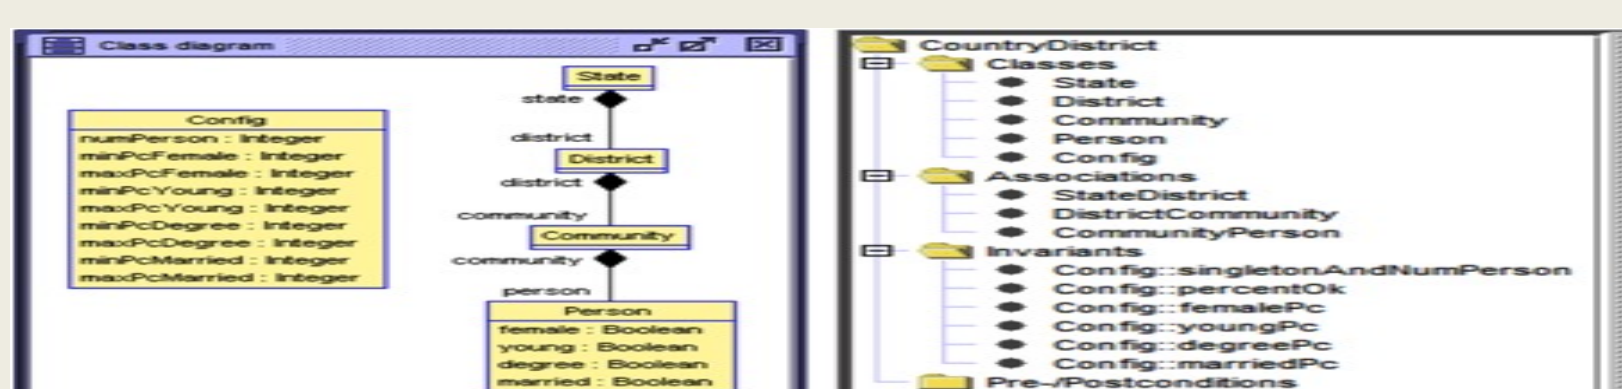 Class diagram
State
state
district
District
district
community
Community
community
person
Person
female : Boolean
young : Boolean
degree : Boolean
married : Boolean
Config
numPerson : Integer
minPcFemale : Integer
maxPcFemale : Integer
minPcYoung : Integer
maxPcYoung : Integer
minPcDegree : Integer
maxPcDegree : Integer
minPcMarried : Integer
maxPcMarried : Integer
CountryDistrict
Classes
State
District
Community
Person
Config
Associations
StateDistrict
DistrictCommunity
CommunityPerson
Invariants
Config::singletonAndNumPerson
Config::percentOk
Config::femalePc
Config::youngPc
Config::degreePc
Config::marriedPc
Pre-/Postconditions